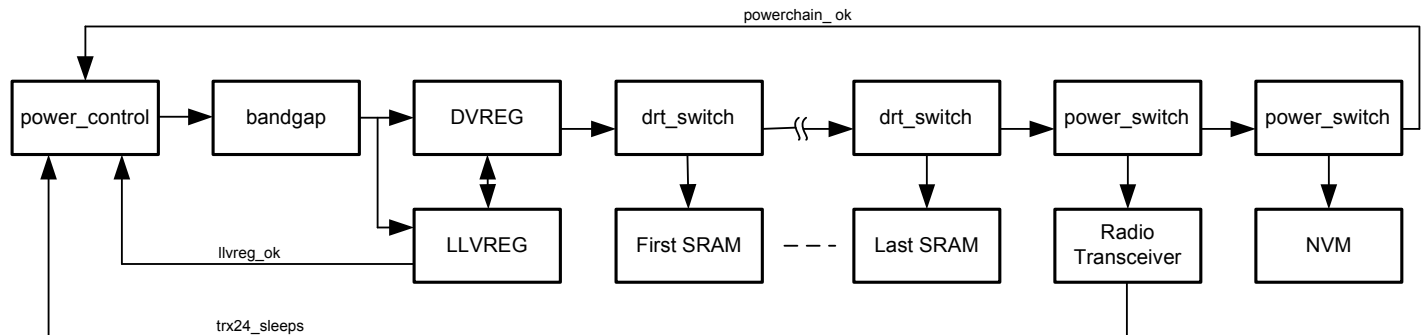 powerchain_ ok
power_control
bandgap
DVREG
drt_switch
drt_switch
power_switch
power_switch
LLVREG
First SRAM
Last SRAM
Radio
Transceiver
NVM
llvreg_ok
trx24_sleeps